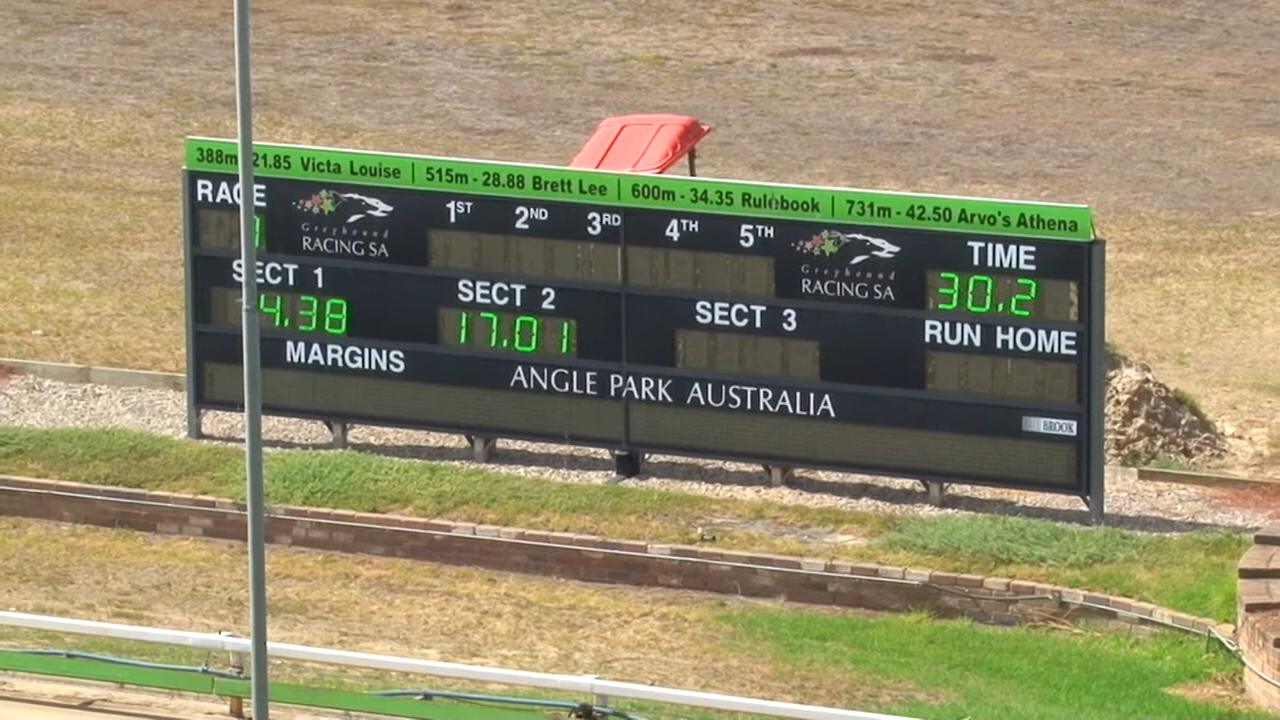 388m 21.85 Victa Louise | 515m - 28.88 Brett Lee | 600m - 34.35 Rulebook | 731m - 42.50 Arvo's Athena
RACE
Greyhound
RACING SA
1ST 2ND 3RD 4TH 5TH
Greyhound
RACING SA
TIME
30.2
SECT 1
4.38
SECT 2
17.01
SECT 3
RUN HOME
MARGINS
ANGLE PARK AUSTRALIA
BROOK